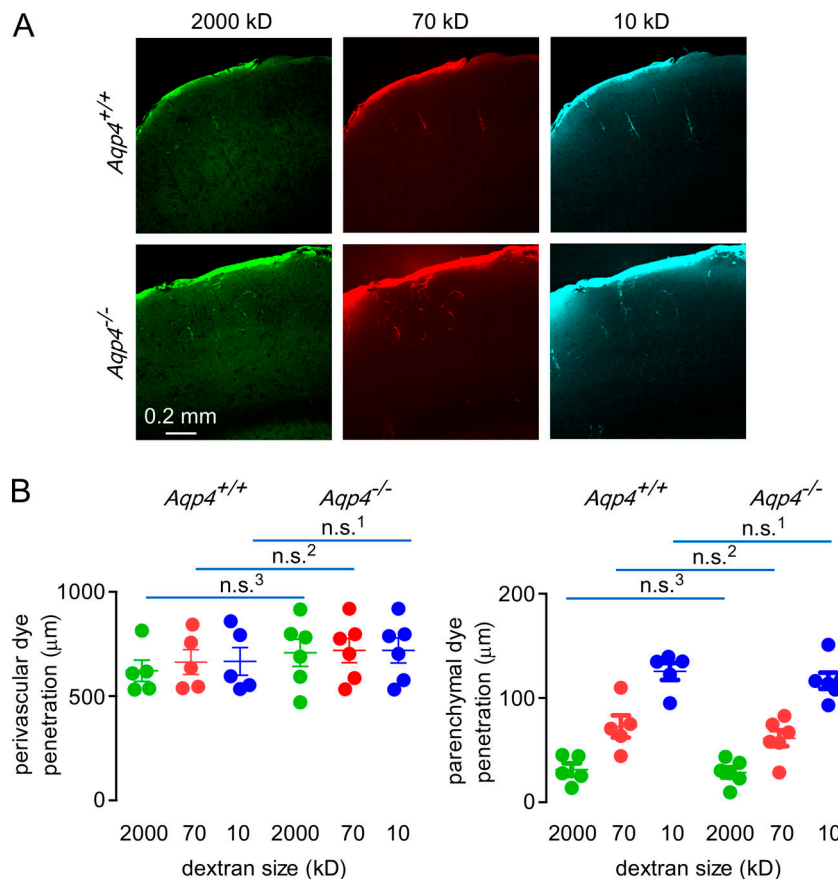 A
2000 kD 70 kD 10 kD
Aqp4+/+
Aqp4-/-
0.2 mm
B
Aqp4+/+ Aqp4-/-
n.s.1
n.s.2
n.s.3
perivascular dye
penetration (μm)
1000
500
0
2000 70 10 2000 70 10
dextran size (kD)
Aqp4+/+ Aqp4-/-
n.s.1
n.s.2
n.s.3
parenchymal dye
penetration (μm)
200
100
0
2000 70 10 2000 70 10
dextran size (kD)